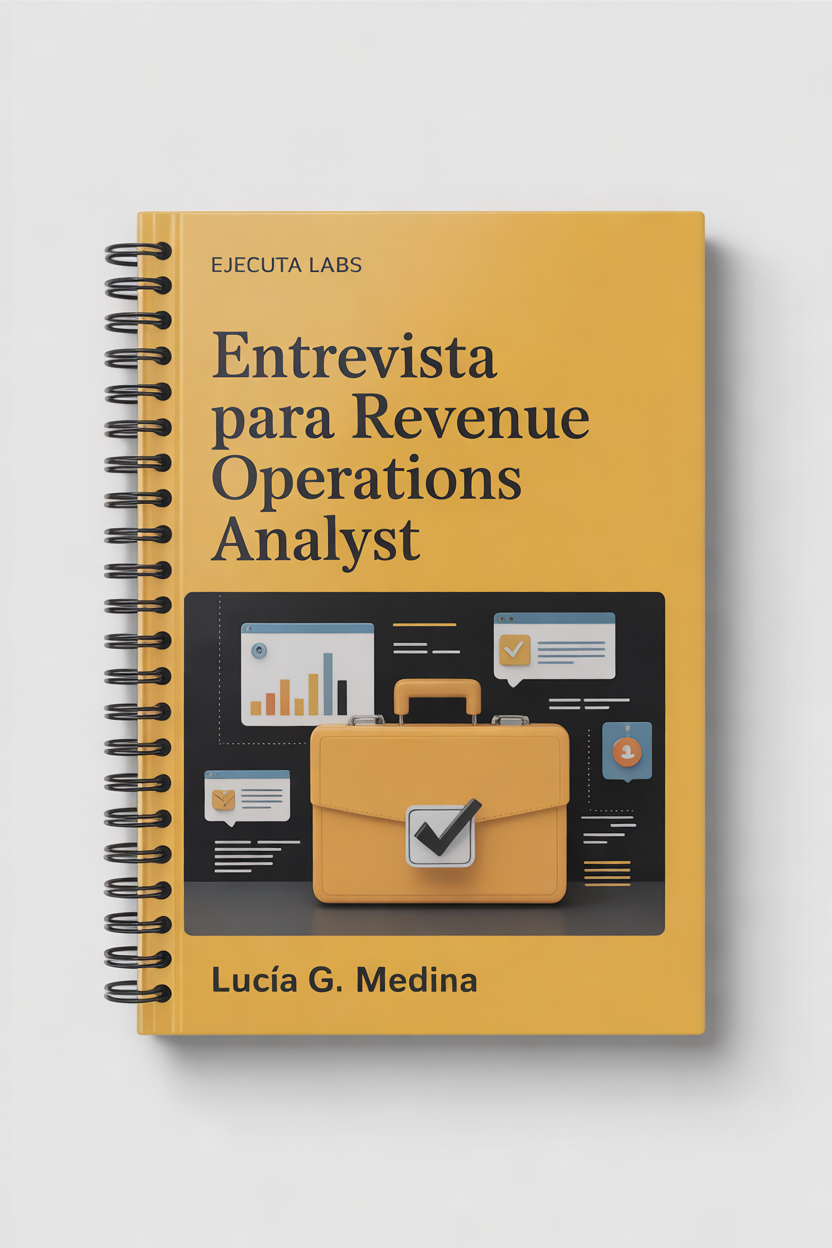 EJECUTA LABS
Entrevista
para Revenue
Operations
Analyst
Lucía G. Medina